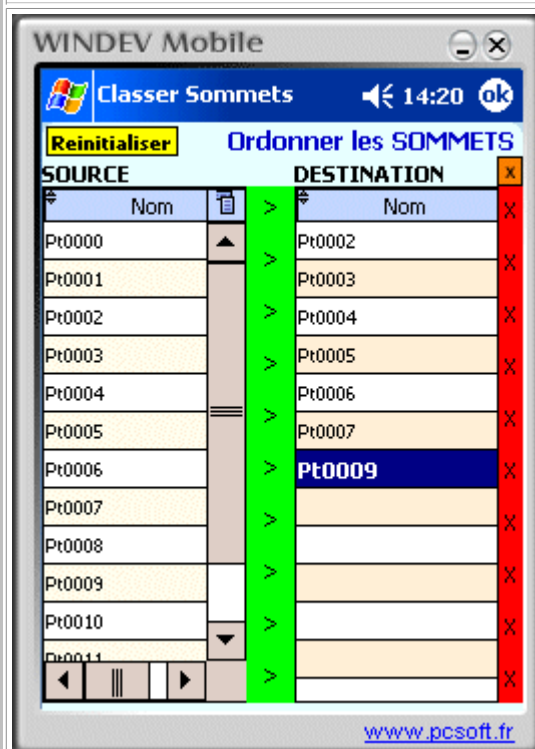 WINDEV Mobile
Classer Sommets 14:20 ok
Reinitialiser Ordonner les SOMMETS
SOURCE DESTINATION x
Nom > Nom X
Pt0000 Pt0002
> X
Pt0001 Pt0003
Pt0002 > Pt0004 X
Pt0003 > Pt0005 X
Pt0004 Pt0006
Pt0005 > Pt0007 X
Pt0006 > Pt0009 X
Pt0007
> X
Pt0008
Pt0009 > X
Pt0010 > X
Pt0011
> X
www.pcsoft.fr